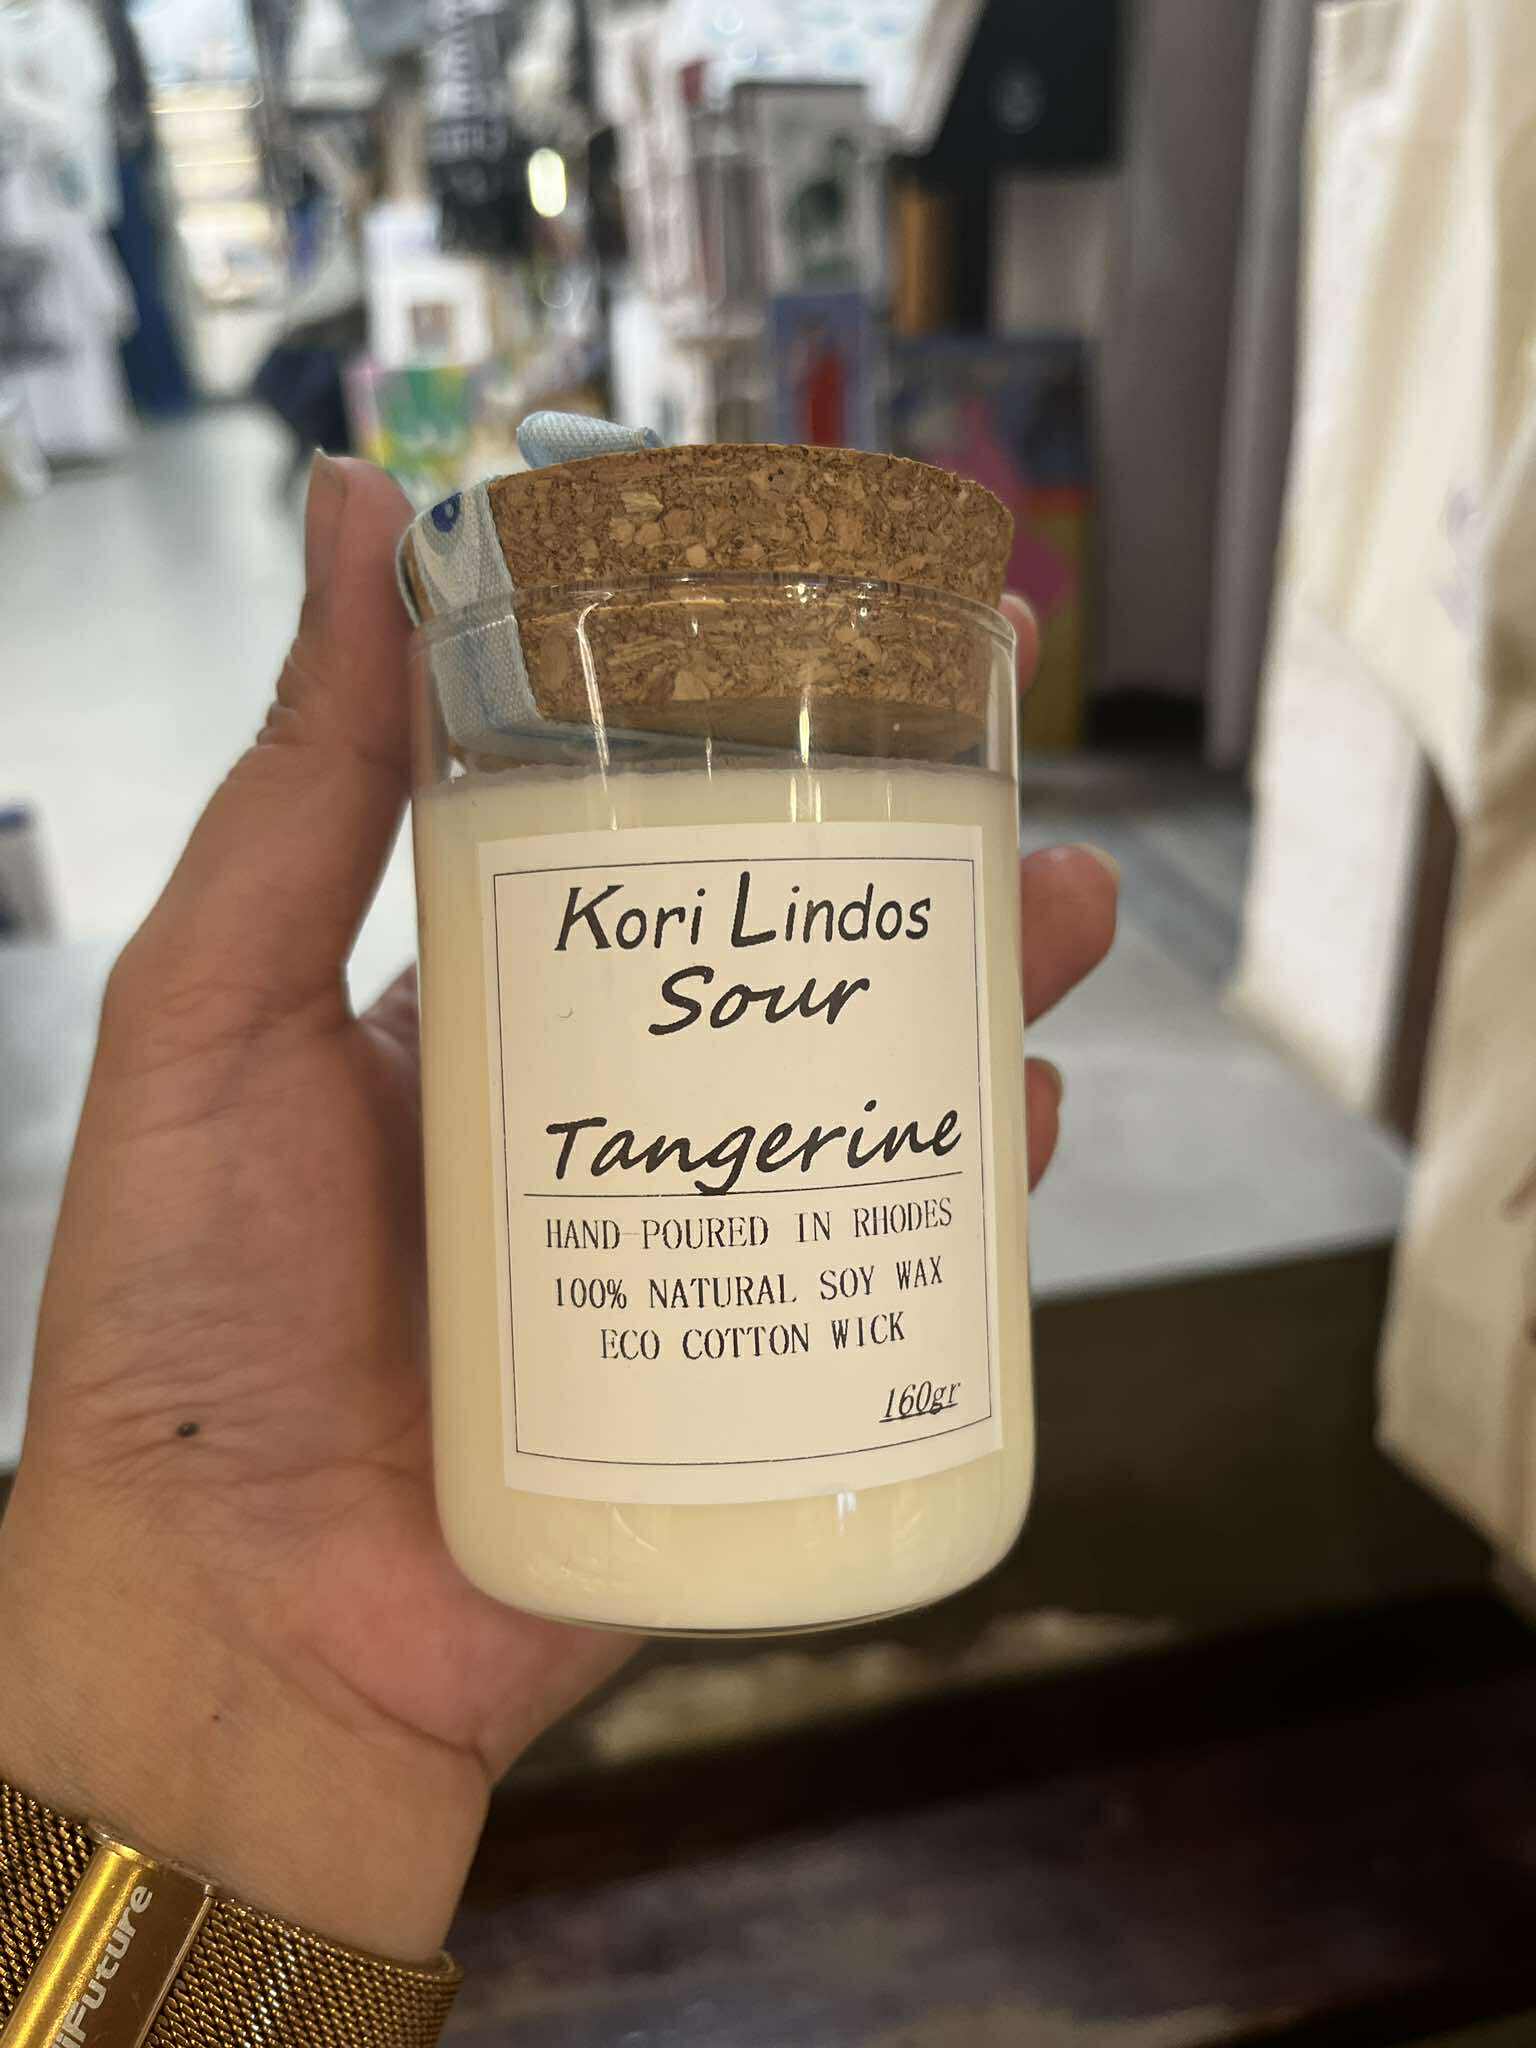 Kori Lindos
Sour
Tangerine
HAND-POURED IN RHODES
100% NATURAL SOY WAX
ECO COTTON WICK
160gr
iFuture